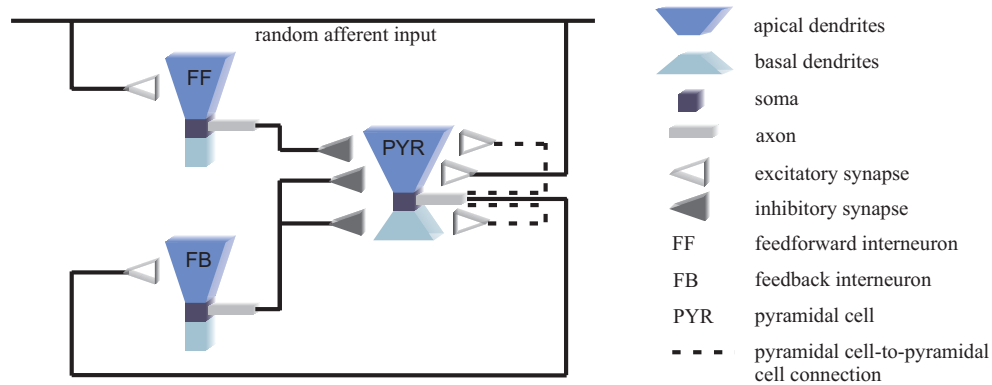 random afferent input
FF
PYR
FB
apical dendrites
basal dendrites
soma
axon
excitatory synapse
inhibitory synapse
FF feedforward interneuron
FB feedback interneuron
PYR pyramidal cell
pyramidal cell-to-pyramidal
cell connection